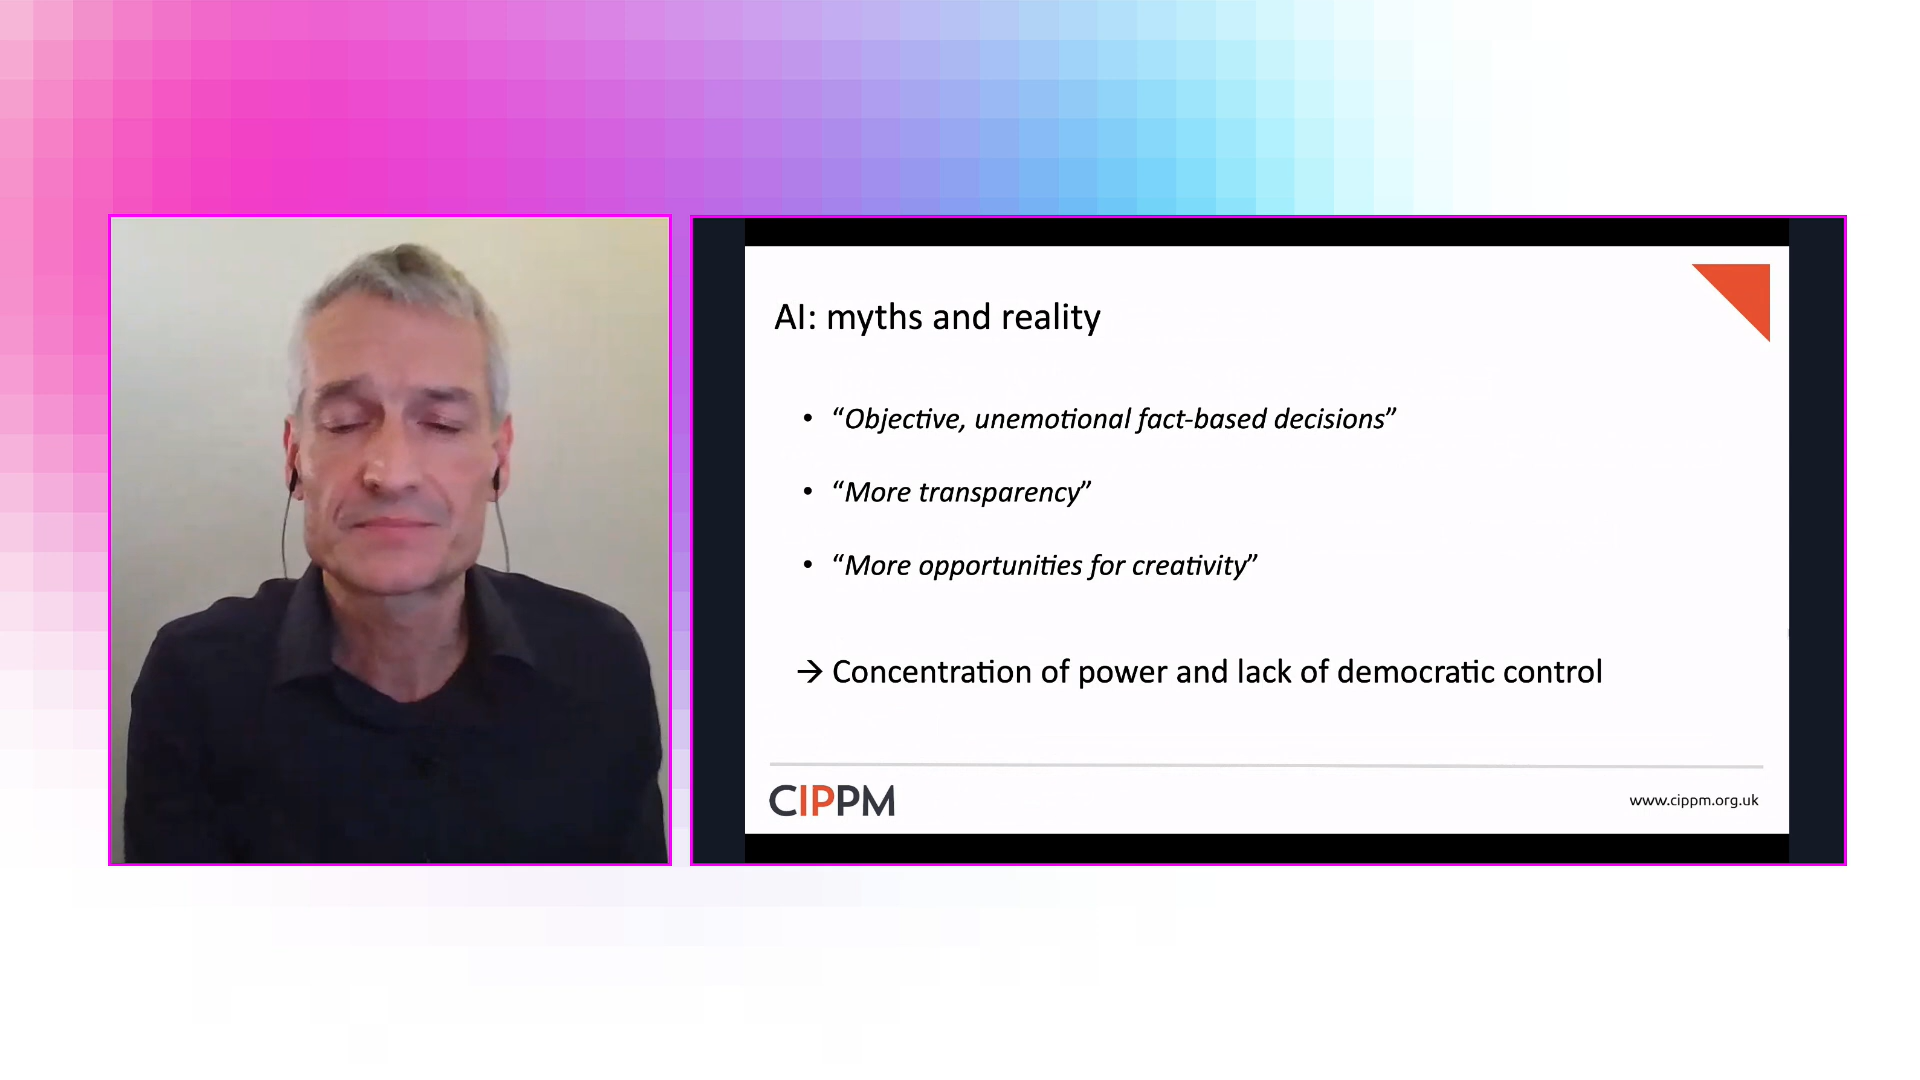 AI: myths and reality
• “Objective, unemotional fact-based decisions”
• “More transparency”
• “More opportunities for creativity”
→ Concentration of power and lack of democratic control
CIPPM
www.cippm.org.uk